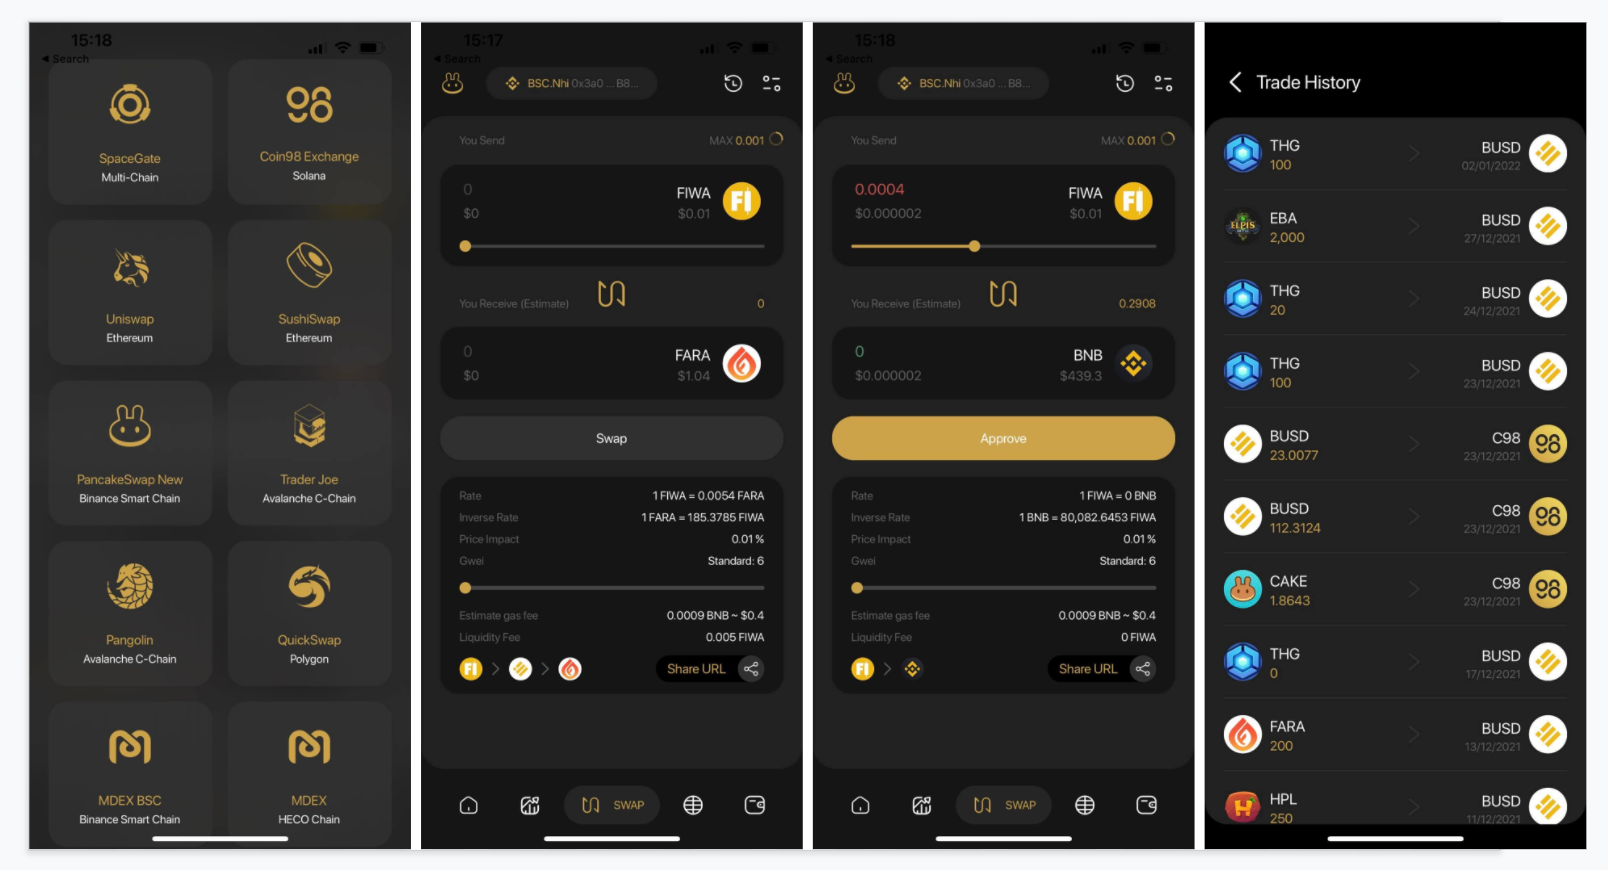 15:18
◀ Search
SpaceGate
Multi-Chain
Coin98 Exchange
Solana
Uniswap
Ethereum
SushiSwap
Ethereum
PancakeSwap New
Binance Smart Chain
Trader Joe
Avalanche C-Chain
Pangolin
Avalanche C-Chain
QuickSwap
Polygon
MDEX BSC
Binance Smart Chain
MDEX
HECO Chain
15:17
◀ Search
BSC.Nhi 0x3a0 ... B8...
You Send MAX 0.001
0 FIWA
$0 $0.01
You Receive (Estimate) 0
0 FARA
$0 $1.04
Swap
Rate 1 FIWA = 0.0054 FARA
Inverse Rate 1 FARA = 185.3785 FIWA
Price Impact 0.01 %
Gwei Standard: 6
Estimate gas fee 0.0009 BNB ~ $0.4
Liquidity Fee 0.005 FIWA
Share URL
SWAP
15:18
◀ Search
BSC.Nhi 0x3a0 ... B8...
You Send MAX 0.001
0.0004 FIWA
$0.000002 $0.01
You Receive (Estimate) 0.2908
0 BNB
$0.000002 $439.3
Approve
Rate 1 FIWA = 0 BNB
Inverse Rate 1 BNB = 80,082.6453 FIWA
Price Impact 0.01 %
Gwei Standard: 6
Estimate gas fee 0.0009 BNB ~ $0.4
Liquidity Fee 0 FIWA
Share URL
SWAP
Trade History
THG BUSD
100 02/01/2022
EBA BUSD
2,000 27/12/2021
THG BUSD
20 24/12/2021
THG BUSD
100 23/12/2021
BUSD C98
23.0077 23/12/2021
BUSD C98
112.3124 23/12/2021
CAKE C98
1.8643 23/12/2021
THG BUSD
0 17/12/2021
FARA BUSD
200 13/12/2021
HPL BUSD
250 11/12/2021